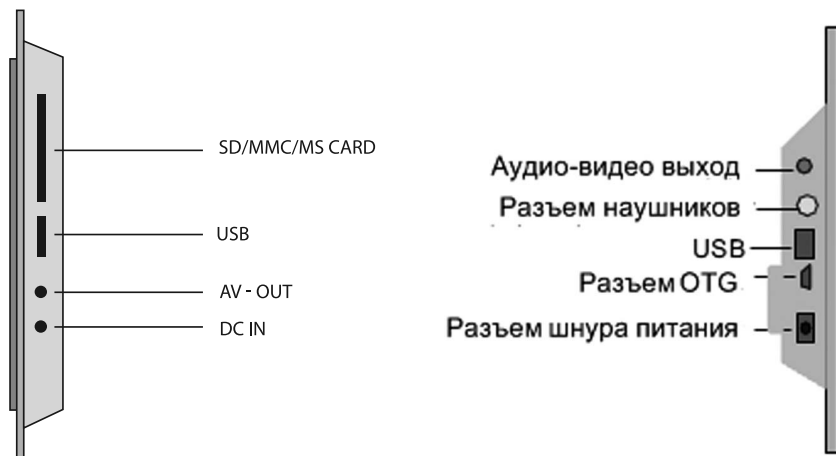 SD/MMC/MS CARD
USB
AV - OUT
DC IN
Аудио-видео выход
Разъем наушников
USB
Разъем OTG
Разъем шнура питания